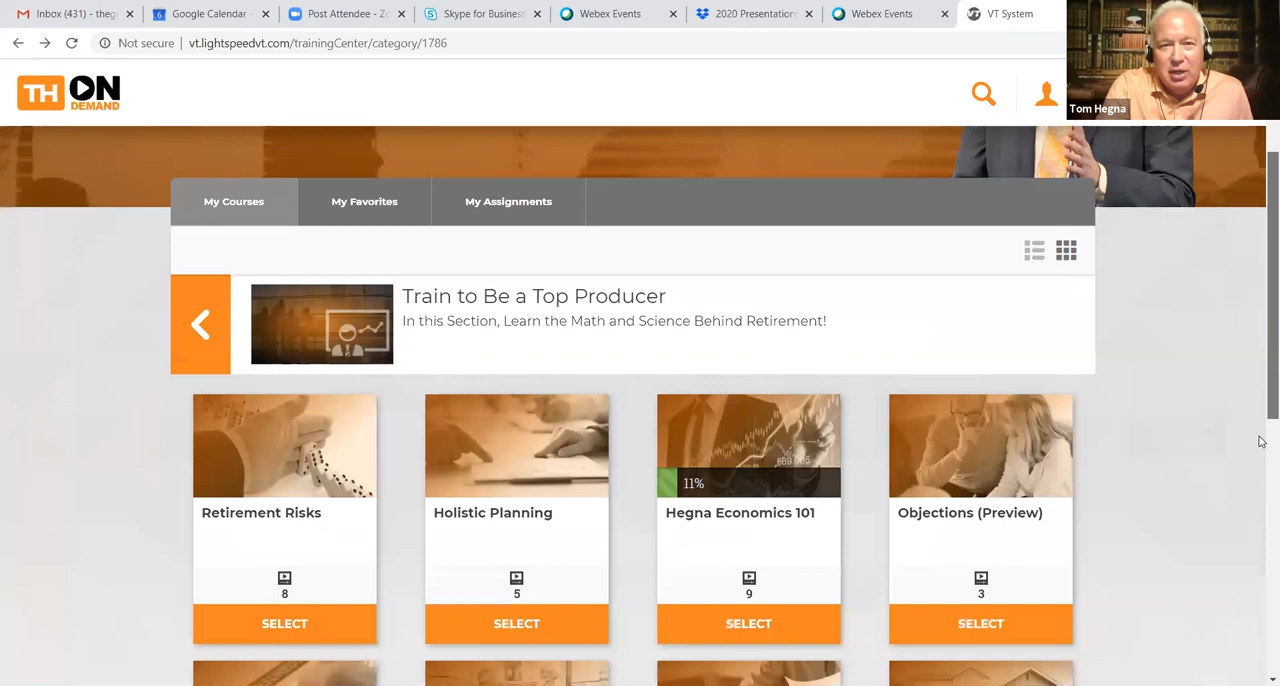 Inbox (431) - theg
Google Calendar -
Post Attendee - Zo
Skype for Business
Webex Events
2020 Presentation
Webex Events
VT System
Not secure | vt.lightspeedvt.com/trainingCenter/category/1786
TH ON
DEMAND
Tom Hegna
My Courses
My Favorites
My Assignments
Train to Be a Top Producer
In this Section, Learn the Math and Science Behind Retirement!
11%
Retirement Risks
Holistic Planning
Hegna Economics 101
Objections (Preview)
8
5
9
3
SELECT
SELECT
SELECT
SELECT